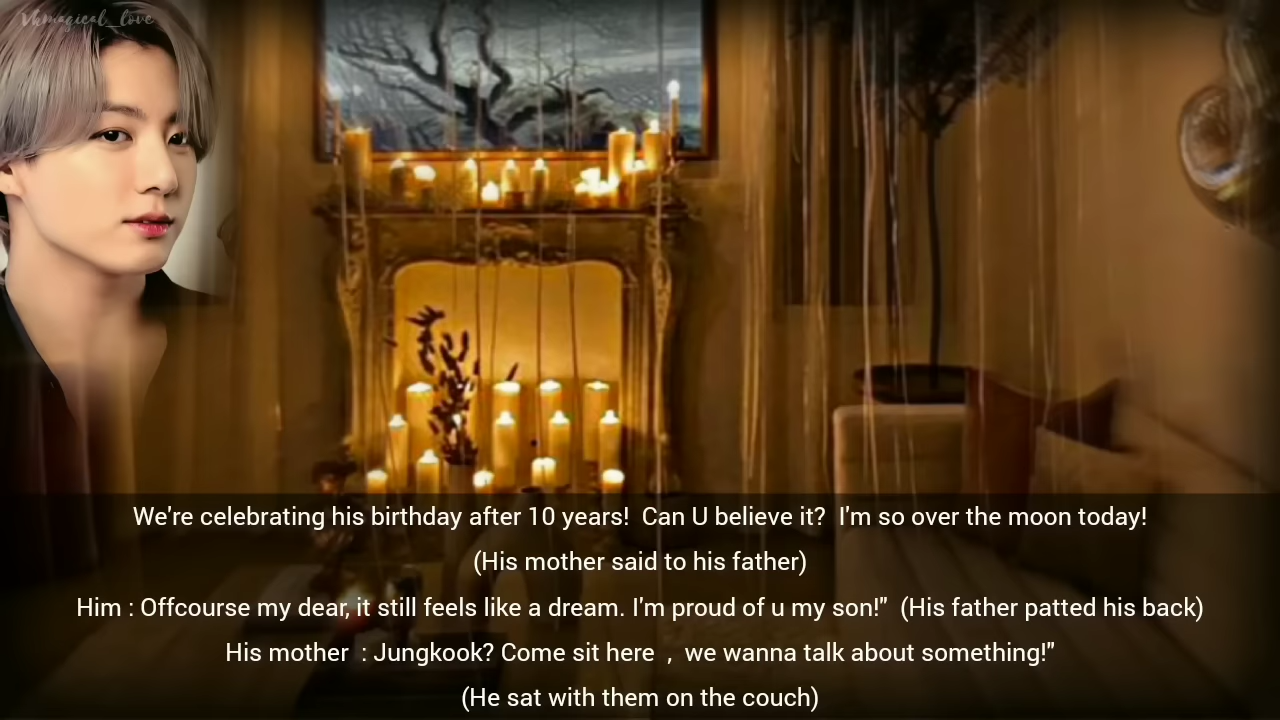 Vhmagical_love
We're celebrating his birthday after 10 years!  Can U believe it?  I'm so over the moon today!
(His mother said to his father)
Him : Offcourse my dear, it still feels like a dream. I'm proud of u my son!"  (His father patted his back)
His mother  : Jungkook? Come sit here  ,  we wanna talk about something!"
(He sat with them on the couch)